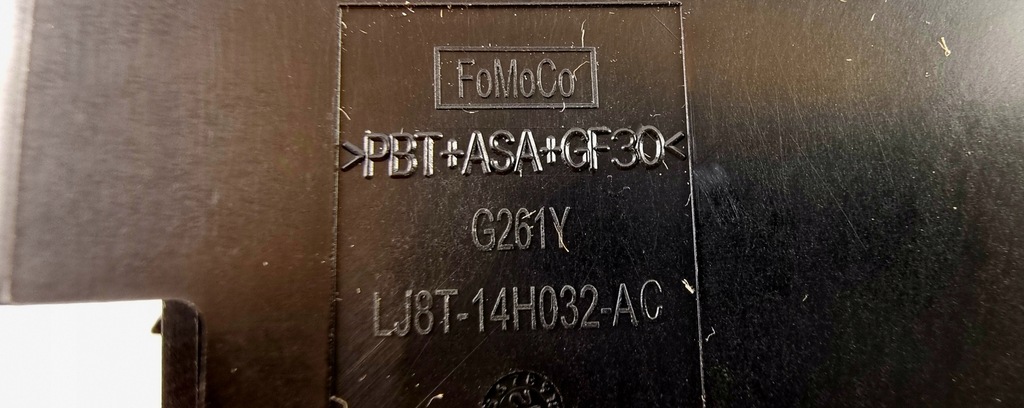 FoMoCo
>PBT+ASA+GF30<
G261Y
LJ8T-14H032-AC